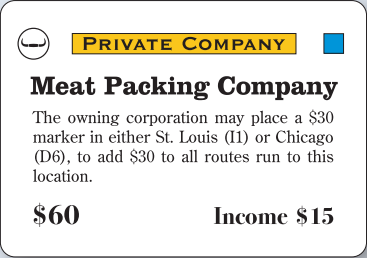 PRIVATE COMPANY
Meat Packing Company
The owning corporation may place a $30
marker in either St. Louis (I1) or Chicago
(D6), to add $30 to all routes run to this
location.
$60 Income $15